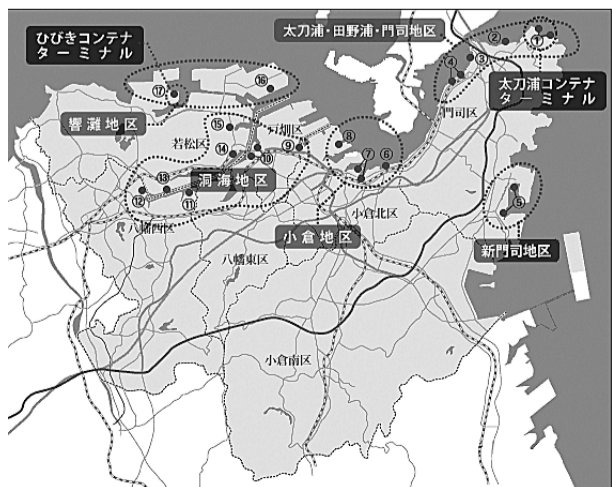 ひびきコンテナ
ターミナル
太刀浦・田野浦・門司地区
②
①
③
④
太刀浦コンテナ
ターミナル
門司区
⑰
⑯
響灘地区
若松区
⑮
戸畑区
⑧
⑭
⑨
⑩
⑦
⑥
⑬
洞海地区
⑫
⑪
小倉北区
⑤
八幡西区
小倉地区
新門司地区
八幡東区
小倉南区